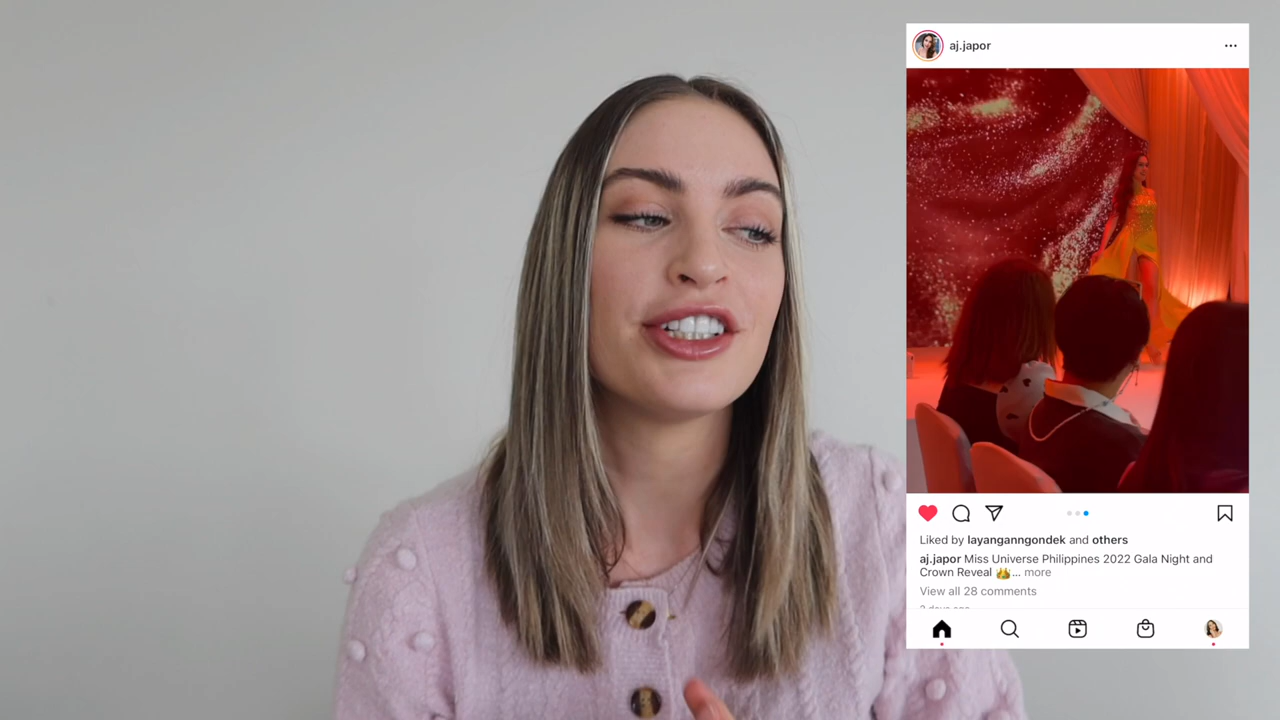 aj.japor
Liked by layanganngondek and others
aj.japor Miss Universe Philippines 2022 Gala Night and
Crown Reveal 👑... more
View all 28 comments